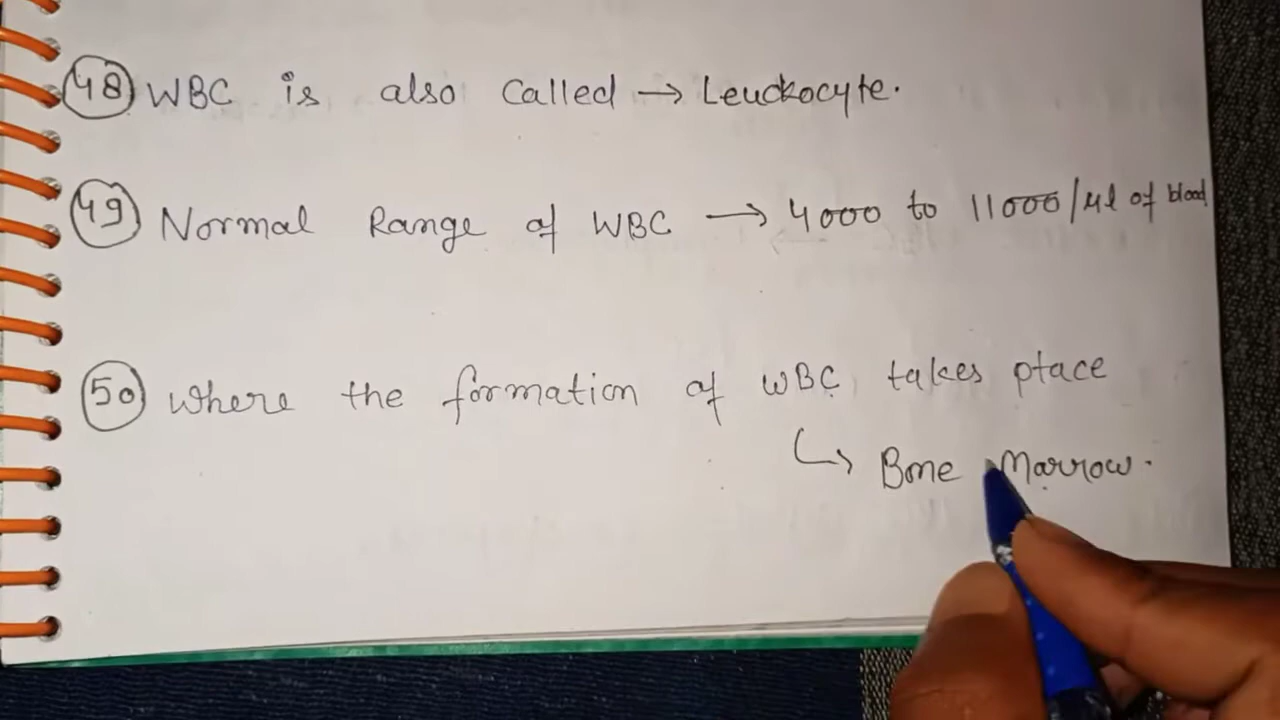 48 WBC is also called → Leuckocyte.
49 Normal Range of WBC → 4000 to 11000/µl of blood
50 where the formation of WBC takes place
↳ Bone Marrow.